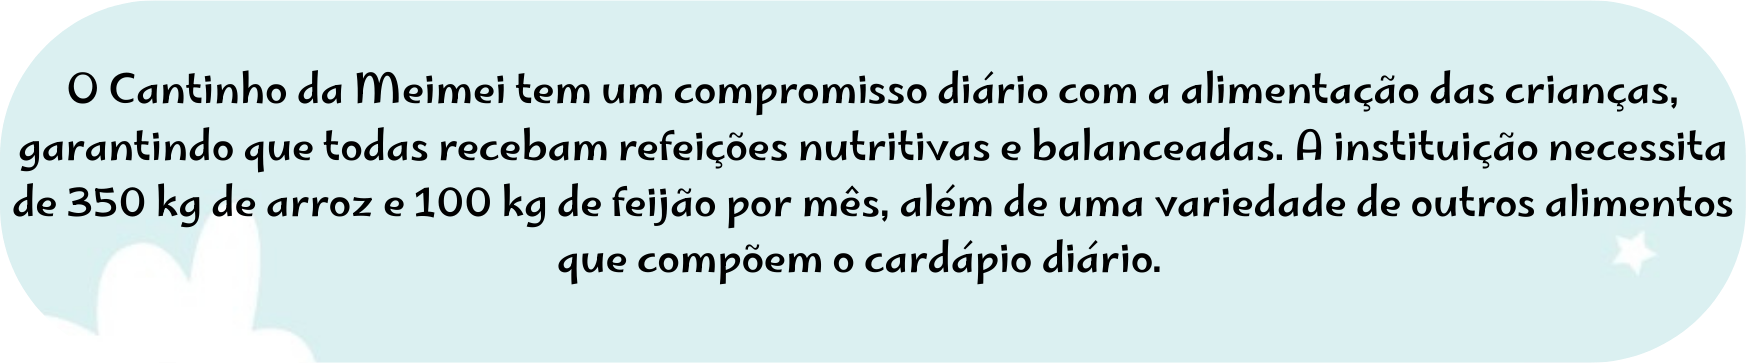 O Cantinho da Meimei tem um compromisso diário com a alimentação das crianças,
garantindo que todas recebam refeições nutritivas e balanceadas. A instituição necessita
de 350 kg de arroz e 100 kg de feijão por mês, além de uma variedade de outros alimentos
que compõem o cardápio diário.